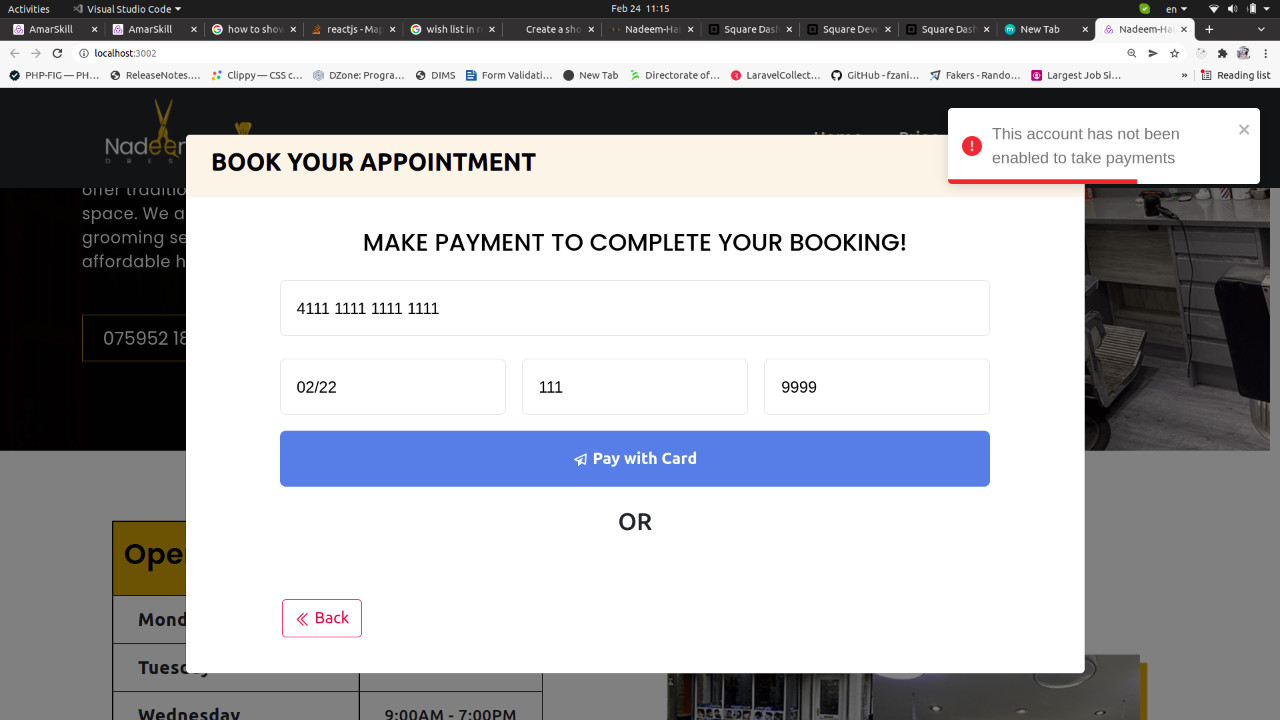 Activities Visual Studio Code Feb 24 11:15 en
AmarSkill AmarSkill how to show reactjs - Map wish list in re Create a sho Nadeem-Hai Square Dash Square Deve Square Dash New Tab Nadeem-Hai
localhost:3002
PHP-FIG — PH... ReleaseNotes.... Clippy — CSS c... DZone: Progra... DIMS Form Validati... New Tab Directorate of... LaravelCollect... GitHub - fzani... Fakers - Rando... Largest Job Si... » Reading list
Nadeem
DRES
Home
This account has not been
enabled to take payments
BOOK YOUR APPOINTMENT
offer traditio
space. We a
grooming se
affordable h
075952 18
MAKE PAYMENT TO COMPLETE YOUR BOOKING!
4111 1111 1111 1111
02/22 111 9999
Pay with Card
OR
Back
Ope
Mond
Tuesday
Wednesday 9:00AM - 7:00PM